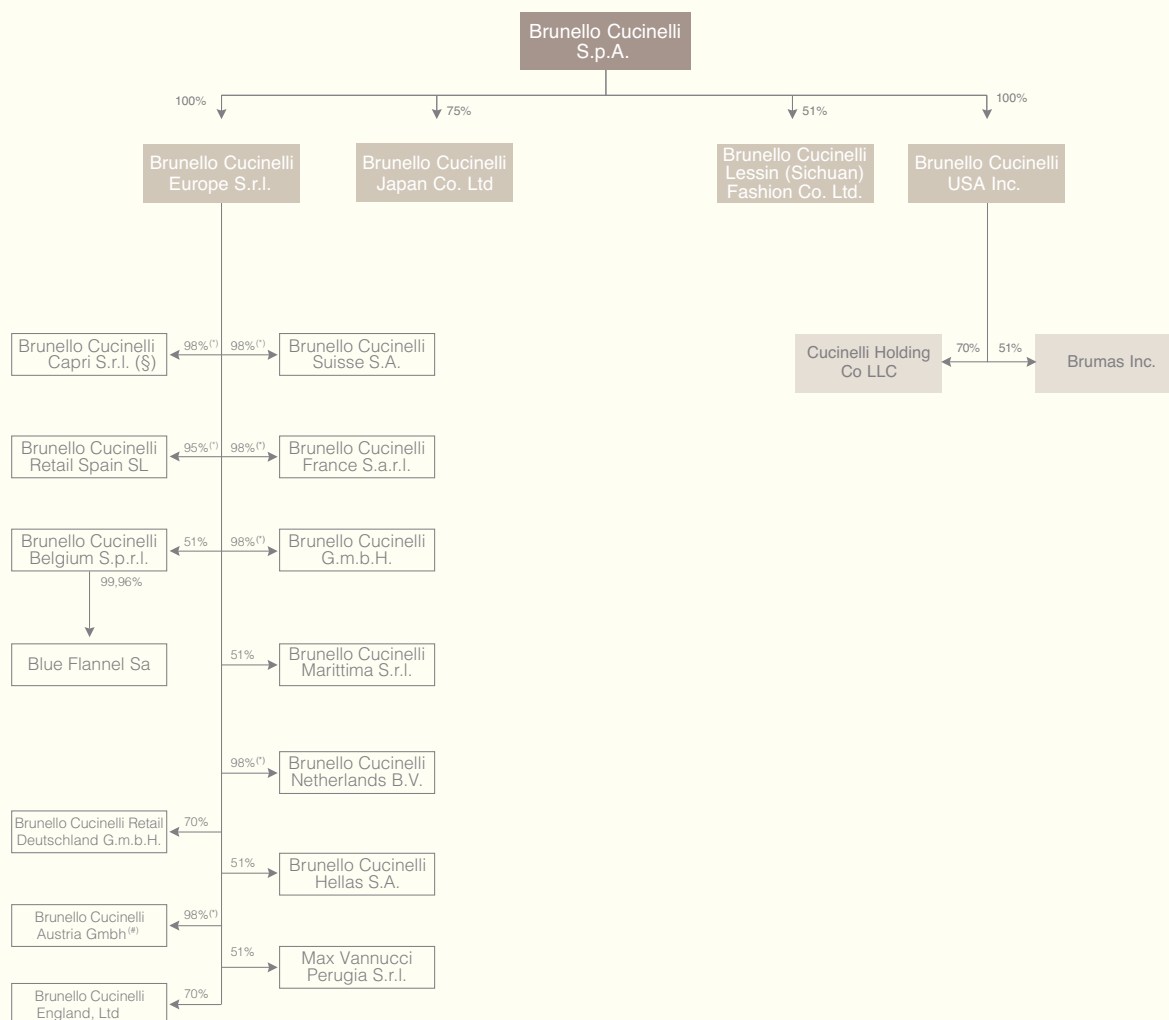 Brunello Cucinelli
S.p.A.
100%
75%
51%
100%
Brunello Cucinelli
Europe S.r.l.
Brunello Cucinelli
Japan Co. Ltd
Brunello Cucinelli
Lessin (Sichuan)
Fashion Co. Ltd.
Brunello Cucinelli
USA Inc.
Brunello Cucinelli
Capri S.r.l. (§)
98%(*)
98%(*)
Brunello Cucinelli
Suisse S.A.
Cucinelli Holding
Co LLC
70%
51%
Brumas Inc.
Brunello Cucinelli
Retail Spain SL
95%(*)
98%(*)
Brunello Cucinelli
France S.a.r.l.
Brunello Cucinelli
Belgium S.p.r.l.
51%
98%(*)
Brunello Cucinelli
G.m.b.H.
99,96%
Blue Flannel Sa
51%
Brunello Cucinelli
Marittima S.r.l.
98%(*)
Brunello Cucinelli
Netherlands B.V.
Brunello Cucinelli Retail
Deutschland G.m.b.H.
70%
51%
Brunello Cucinelli
Hellas S.A.
Brunello Cucinelli
Austria Gmbh(#)
98%(*)
51%
Max Vannucci
Perugia S.r.l.
Brunello Cucinelli
England, Ltd
70%